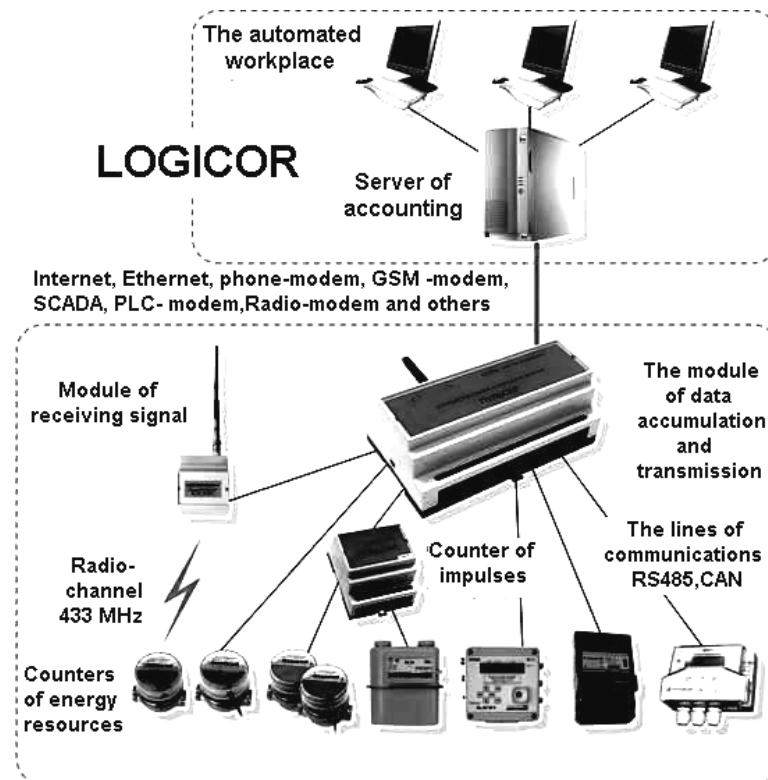 The automated
workplace
LOGICOR
Server of
accounting
Internet, Ethernet, phone-modem, GSM -modem,
SCADA, PLC- modem,Radio-modem and others
Module of
receiving signal
The module
of data
accumulation
and
transmission
Counter of
impulses
The lines of
communications
RS485,CAN
Radio-
channel
433 MHz
Counters
of energy
resources